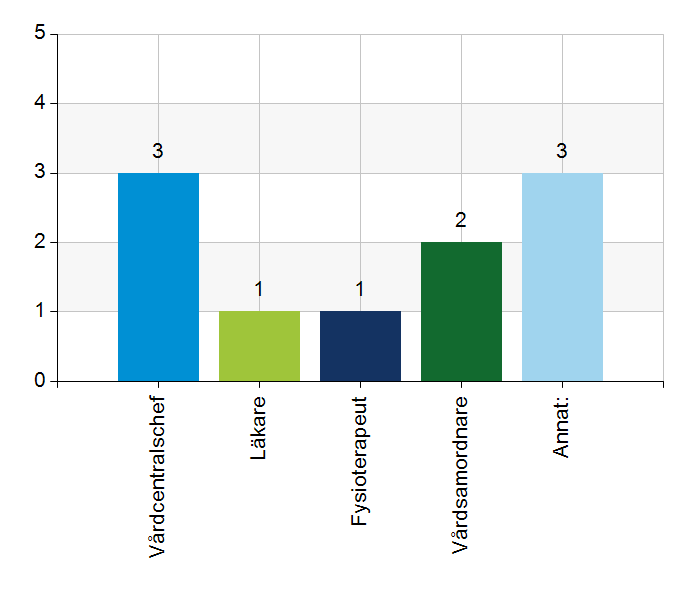 5
4
3
2
1
0
3
1
1
2
3
Vårdcentralschef
Läkare
Fysioterapeut
Vårdsamordnare
Annat: